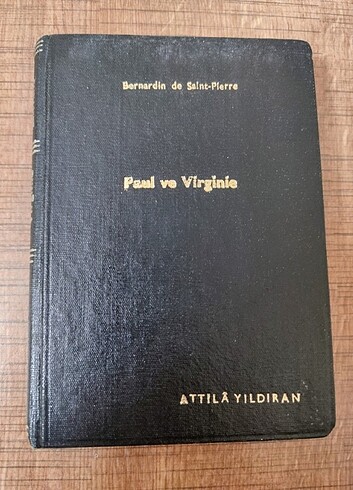 Bernardin de Saint-Pierre
Paul ve Virginie
ATTİLÂ YILDIRAN